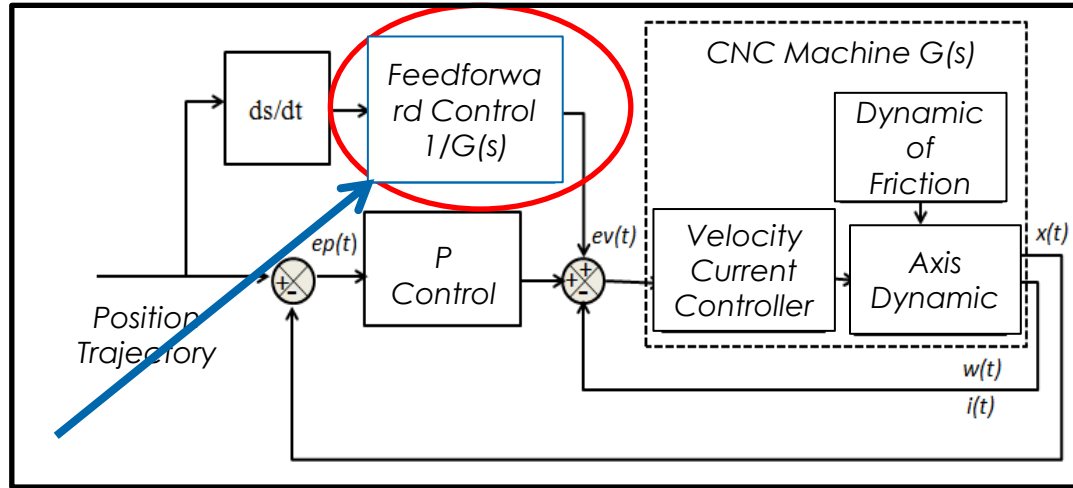 CNC Machine G(s)
ds/dt
Feedforwa
rd Control
1/G(s)
Dynamic
of
Friction
ep(t)
P
Control
ev(t)
Velocity
Current
Controller
Axis
Dynamic
x(t)
Position
Trajectory
w(t)
i(t)